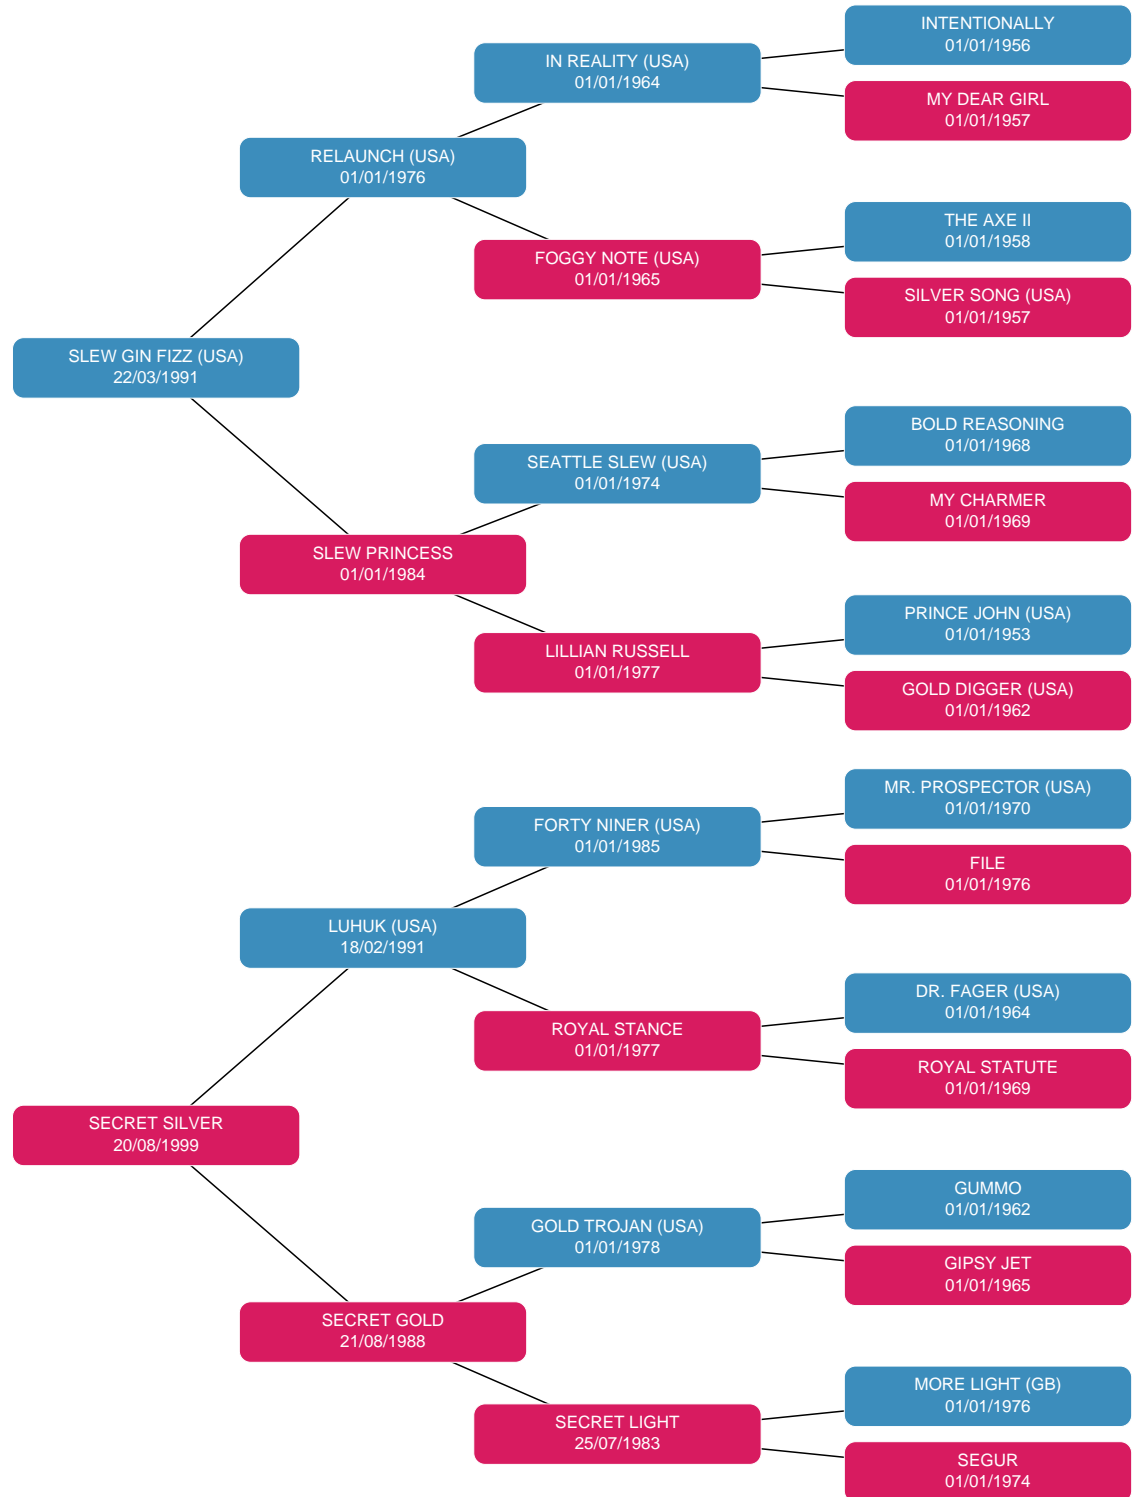 INTENTIONALLY
01/01/1956
IN REALITY (USA)
01/01/1964
MY DEAR GIRL
01/01/1957
RELAUNCH (USA)
01/01/1976
THE AXE II
01/01/1958
FOGGY NOTE (USA)
01/01/1965
SILVER SONG (USA)
01/01/1957
SLEW GIN FIZZ (USA)
22/03/1991
BOLD REASONING
01/01/1968
SEATTLE SLEW (USA)
01/01/1974
MY CHARMER
01/01/1969
SLEW PRINCESS
01/01/1984
PRINCE JOHN (USA)
01/01/1953
LILLIAN RUSSELL
01/01/1977
GOLD DIGGER (USA)
01/01/1962
MR. PROSPECTOR (USA)
01/01/1970
FORTY NINER (USA)
01/01/1985
FILE
01/01/1976
LUHUK (USA)
18/02/1991
DR. FAGER (USA)
01/01/1964
ROYAL STANCE
01/01/1977
ROYAL STATUTE
01/01/1969
SECRET SILVER
20/08/1999
GUMMO
01/01/1962
GOLD TROJAN (USA)
01/01/1978
GIPSY JET
01/01/1965
SECRET GOLD
21/08/1988
MORE LIGHT (GB)
01/01/1976
SECRET LIGHT
25/07/1983
SEGUR
01/01/1974